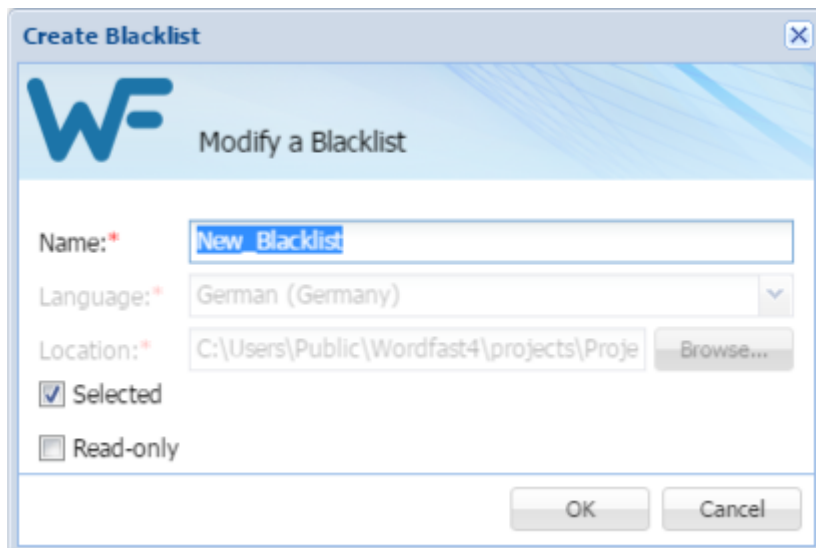 Create Blacklist
WF
Modify a Blacklist
Name:* New_Blacklist
Language:* German (Germany)
Location:* C:\Users\Public\Wordfast4\projects\Proje Browse...
Selected
Read-only
OK Cancel